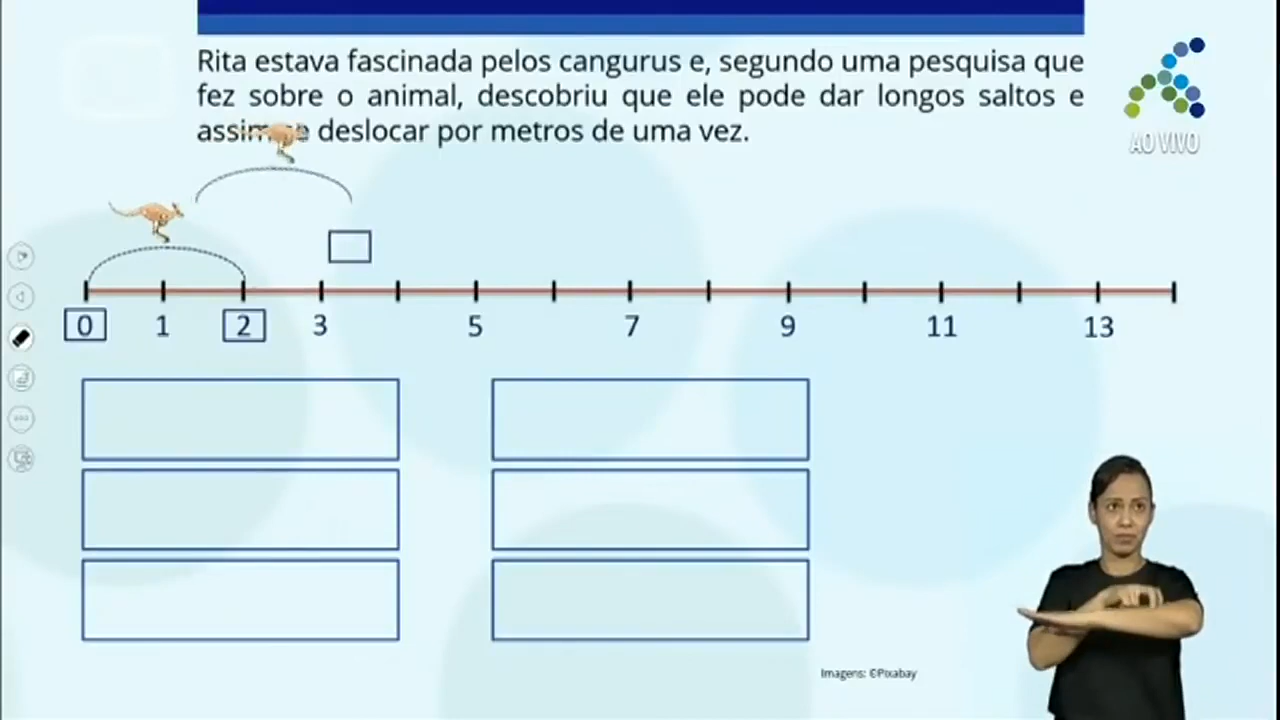 Rita estava fascinada pelos cangurus e, segundo uma pesquisa que
fez sobre o animal, descobriu que ele pode dar longos saltos e
assim se deslocar por metros de uma vez.
AO VIVO
0 1 2 3 5 7 9 11 13
Imagens: ©Pixabay